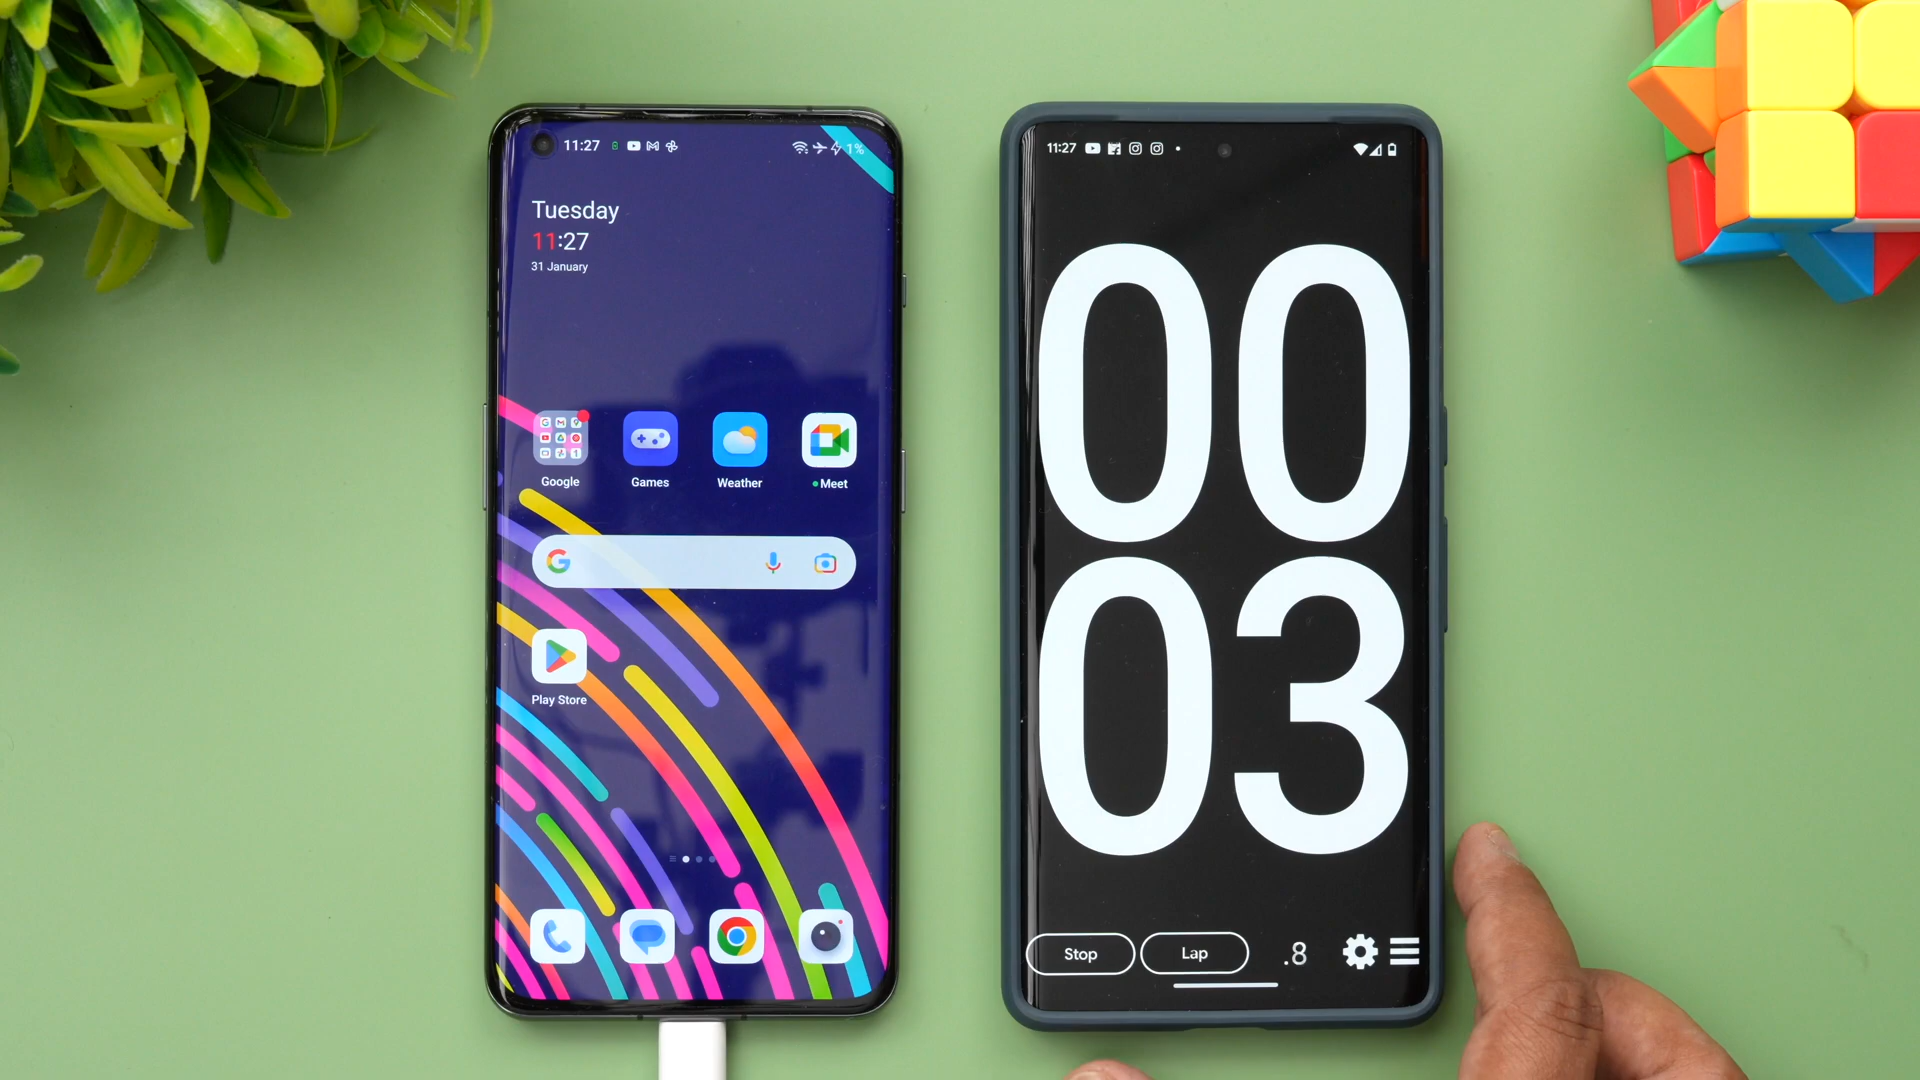 11:27
1%
Tuesday
11:27
31 January
Google
Games
Weather
Meet
Play Store
11:27
00
03
Stop
Lap
.8